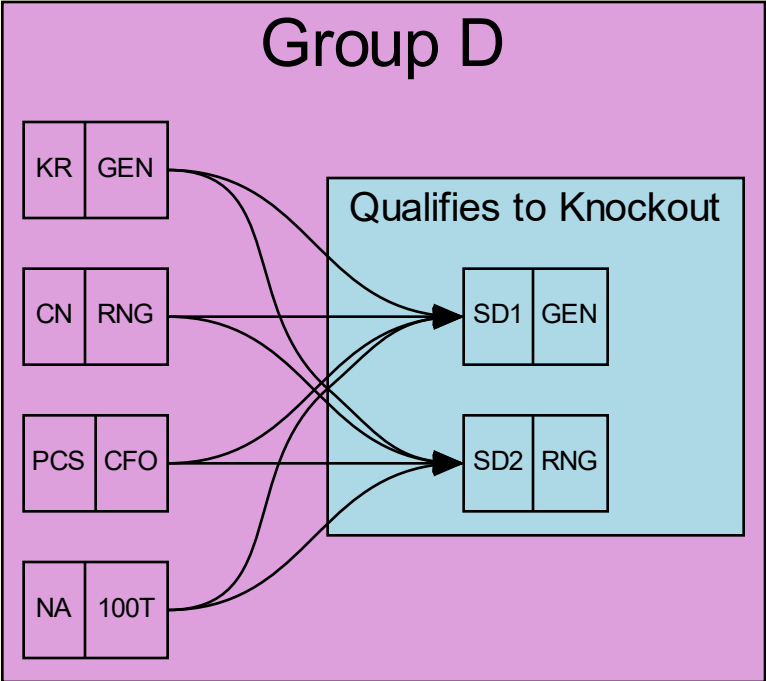 Group D
KR GEN
Qualifies to Knockout
CN RNG
SD1 GEN
PCS CFO
SD2 RNG
NA 100T